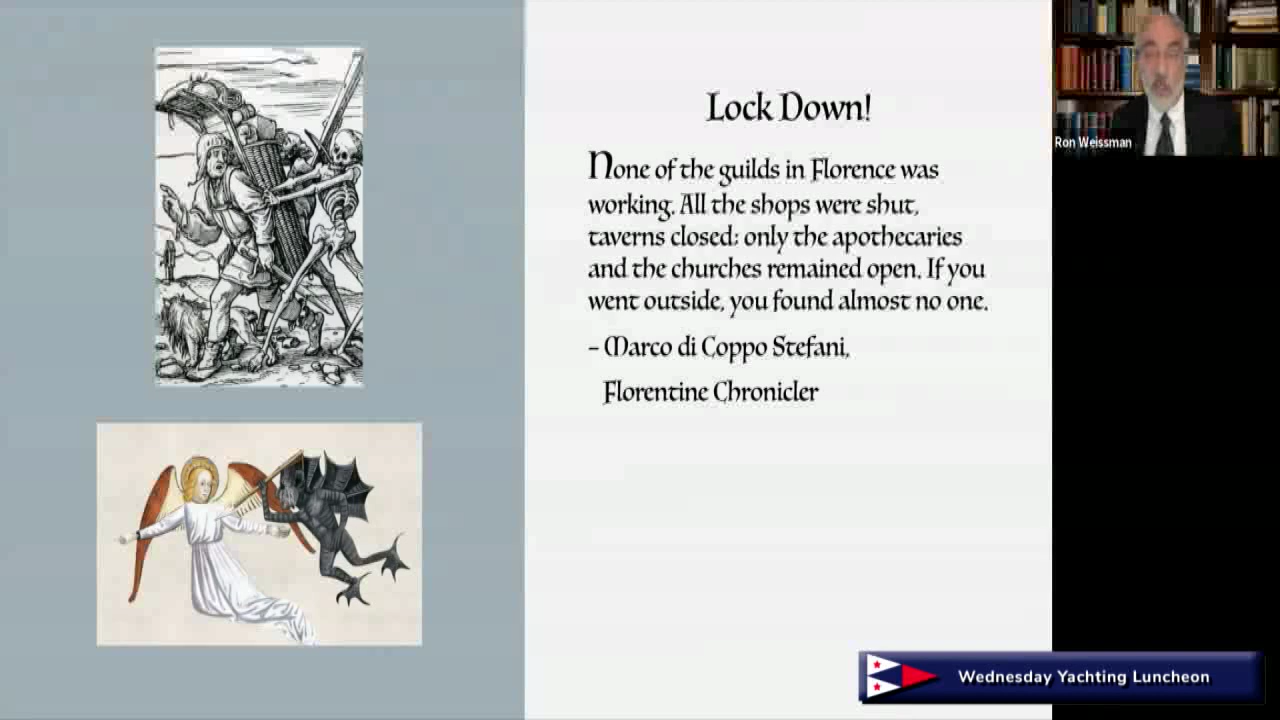 Lock Down!
None of the guilds in Florence was
working. All the shops were shut,
taverns closed; only the apothecaries
and the churches remained open. If you
went outside, you found almost no one.
– Marco di Coppo Stefani,
Florentine Chronicler
Ron Weissman
Wednesday Yachting Luncheon